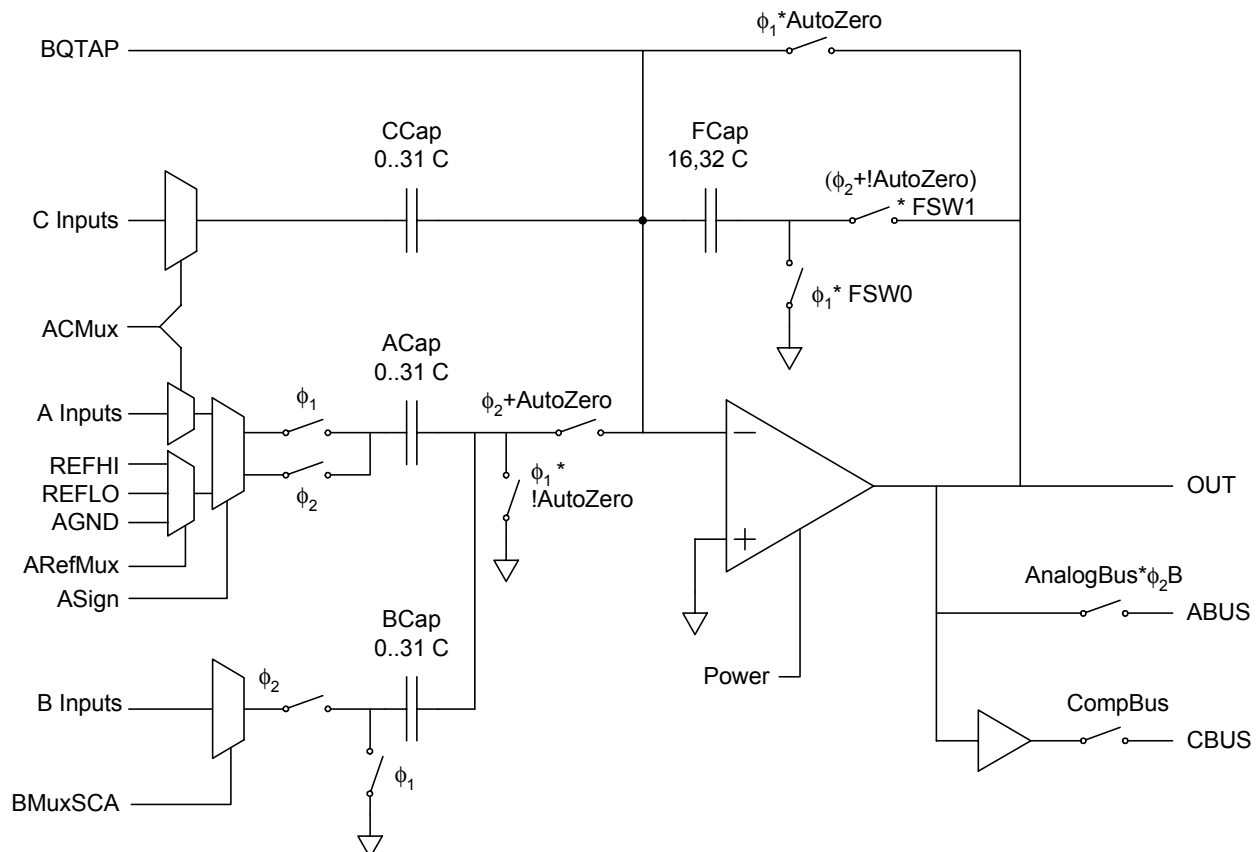 ϕ1*AutoZero
BQTAP
CCap
0..31 C
FCap
16,32 C
(ϕ2+!AutoZero)
* FSW1
C Inputs
ϕ1* FSW0
ACMux
ACap
0..31 C
A Inputs
ϕ1
ϕ2+AutoZero
REFHI
REFLO
ϕ2
AGND
ϕ1 *
!AutoZero
−
+
OUT
ARefMux
ASign
AnalogBus*ϕ2B
ABUS
BCap
0..31 C
Power
B Inputs
ϕ2
CompBus
CBUS
ϕ1
BMuxSCA